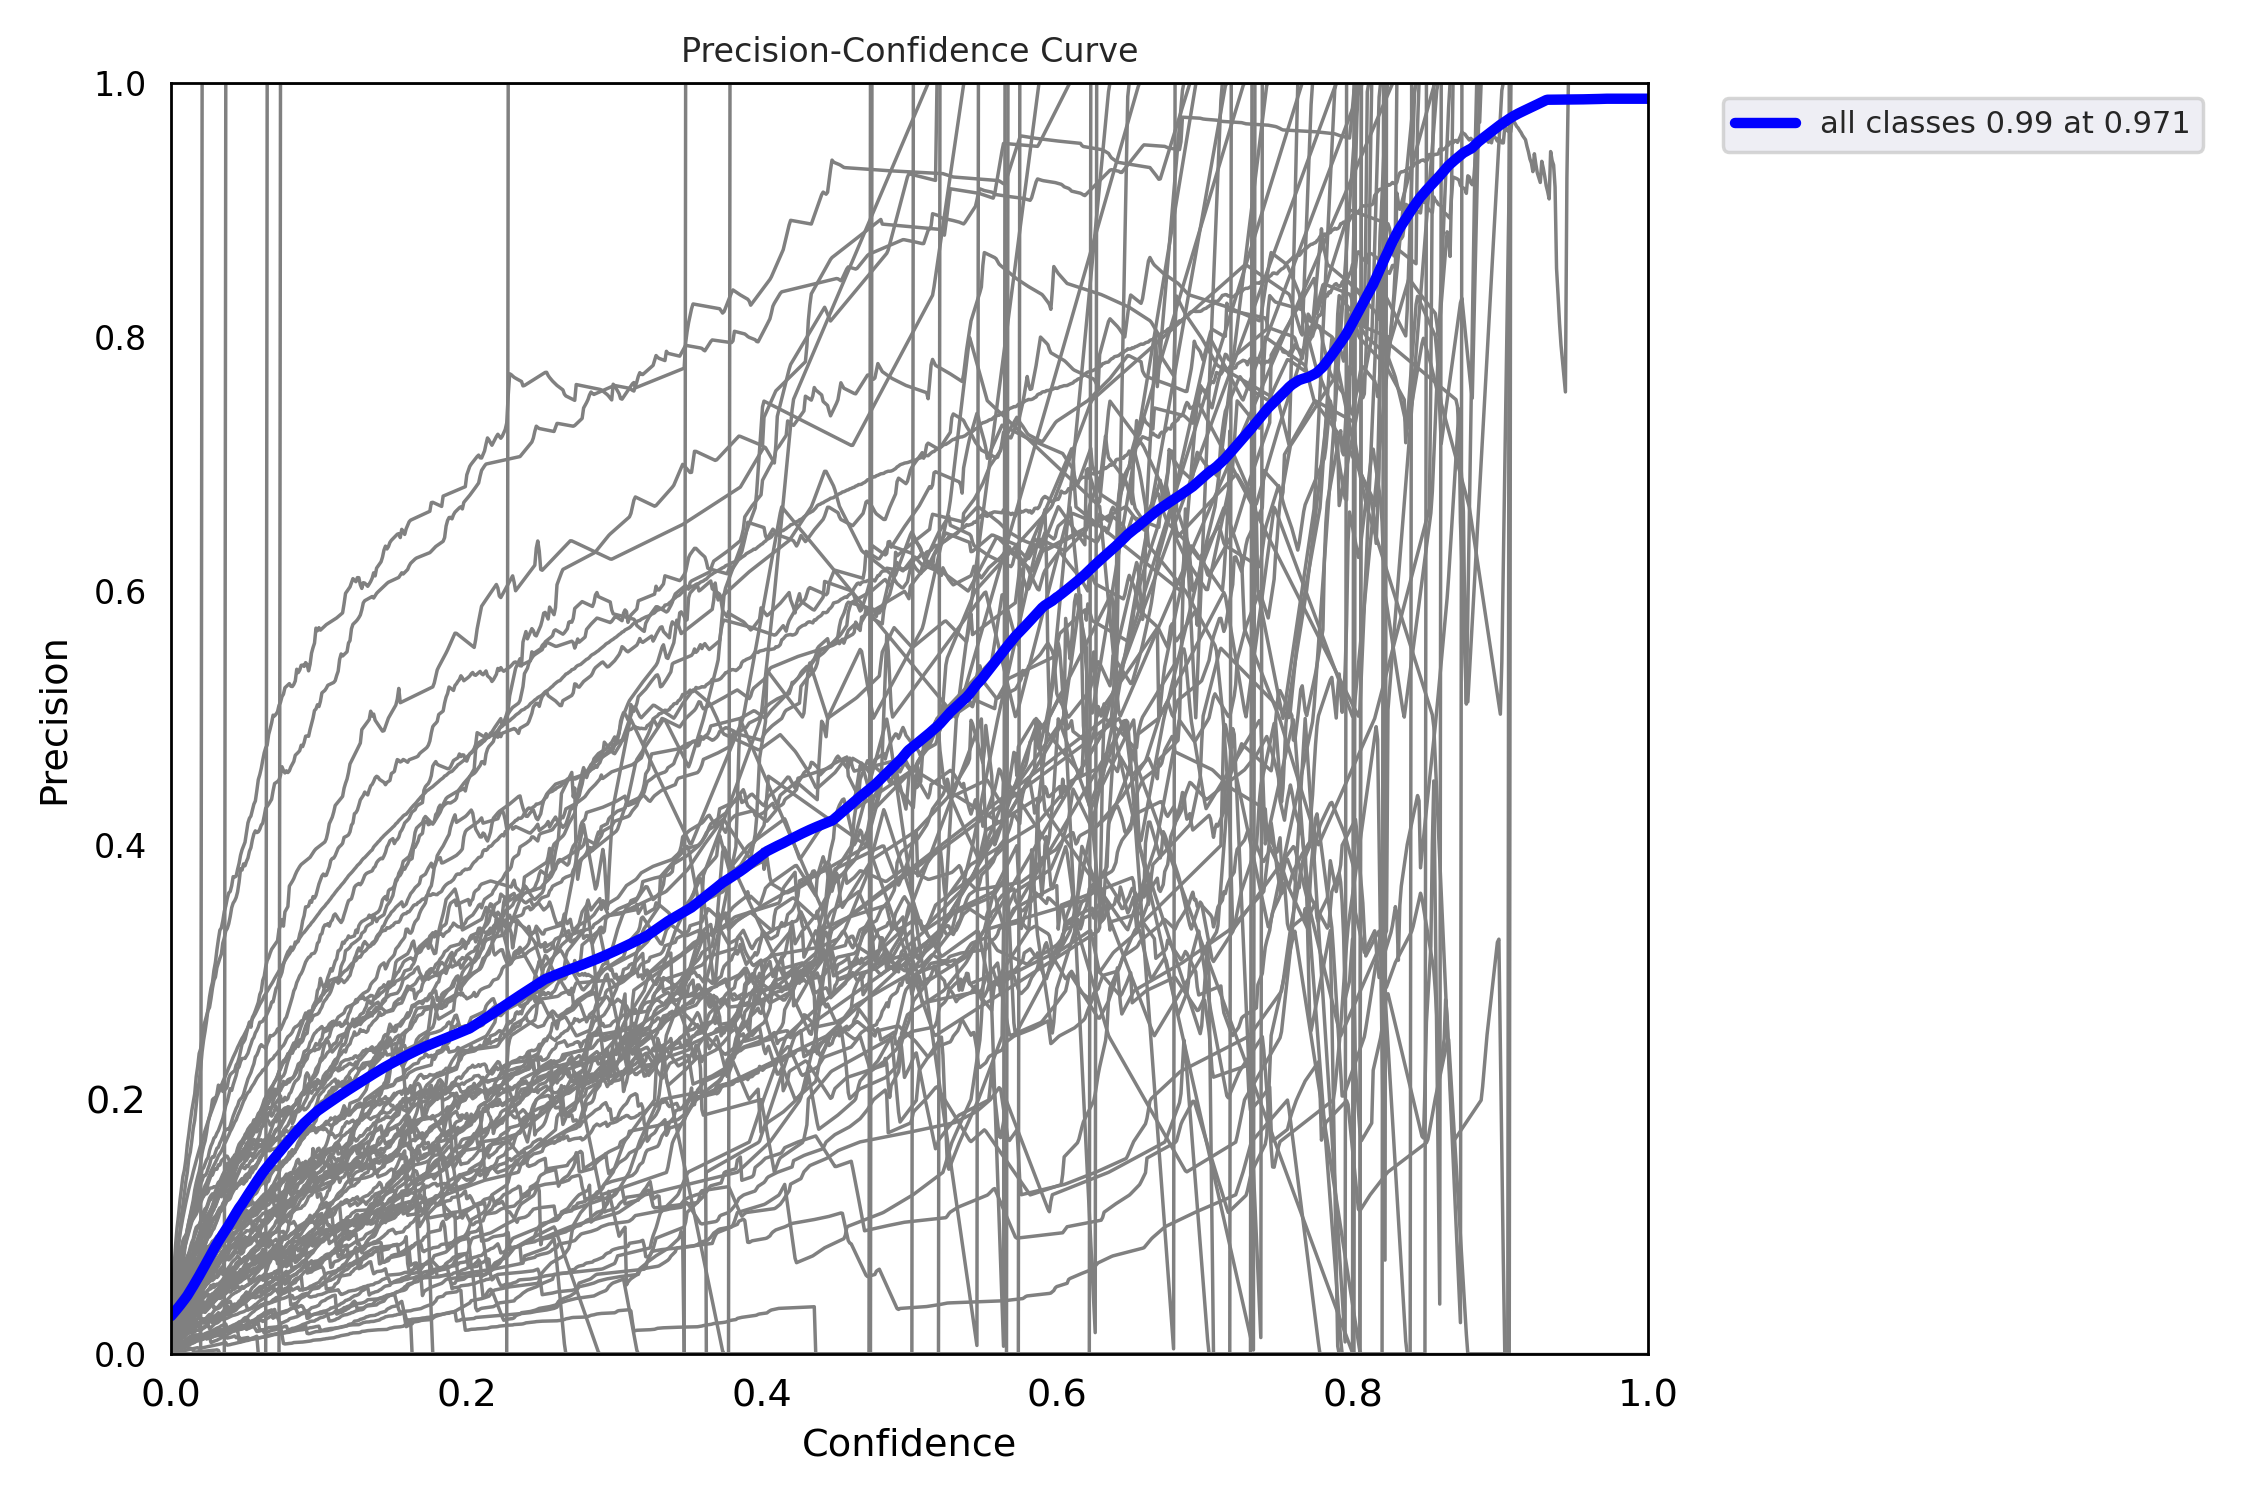 Precision-Confidence Curve
1.0
0.8
0.6
0.4
0.2
0.0
Precision
0.0 0.2 0.4 0.6 0.8 1.0
Confidence
all classes 0.99 at 0.971